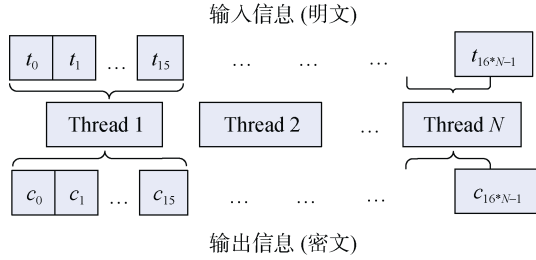 输入信息 (明文)
t₀ t₁ … t₁₅ … … … t₁₆*N–1
Thread 1 Thread 2 … Thread N
c₀ c₁ … c₁₅ … … … c₁₆*N–1
输出信息 (密文)